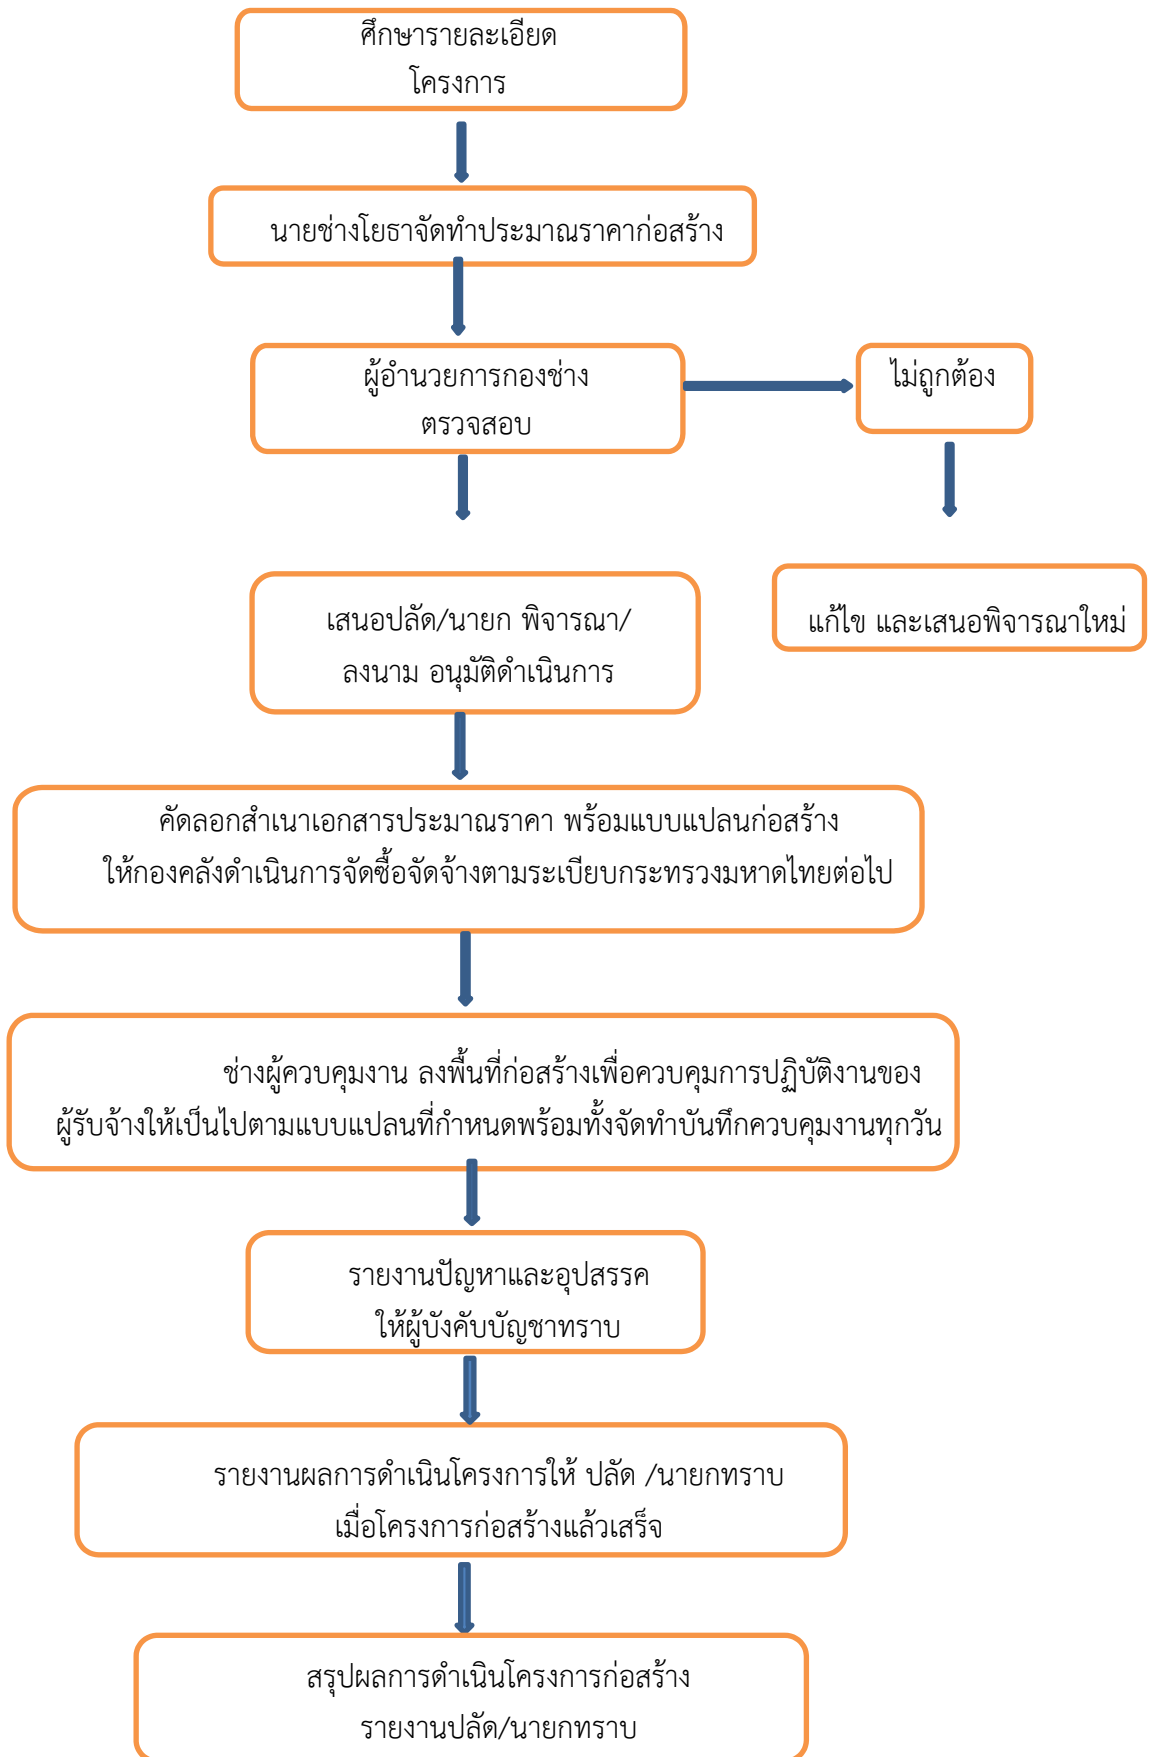 ศึกษารายละเอียด
โครงการ
นายช่างโยธาจัดทำประมาณราคาก่อสร้าง
ผู้อำนวยการกองช่าง
ตรวจสอบ
ไม่ถูกต้อง
เสนอปลัด/นายก พิจารณา/
ลงนาม อนุมัติดำเนินการ
แก้ไข และเสนอพิจารณาใหม่
คัดลอกสำเนาเอกสารประมาณราคา พร้อมแบบแปลนก่อสร้าง
ให้กองคลังดำเนินการจัดซื้อจัดจ้างตามระเบียบกระทรวงมหาดไทยต่อไป
ช่างผู้ควบคุมงาน ลงพื้นที่ก่อสร้างเพื่อควบคุมการปฏิบัติงานของ
ผู้รับจ้างให้เป็นไปตามแบบแปลนที่กำหนดพร้อมทั้งจัดทำบันทึกควบคุมงานทุกวัน
รายงานปัญหาและอุปสรรค
ให้ผู้บังคับบัญชาทราบ
รายงานผลการดำเนินโครงการให้ ปลัด /นายกทราบ
เมื่อโครงการก่อสร้างแล้วเสร็จ
สรุปผลการดำเนินโครงการก่อสร้าง
รายงานปลัด/นายกทราบ